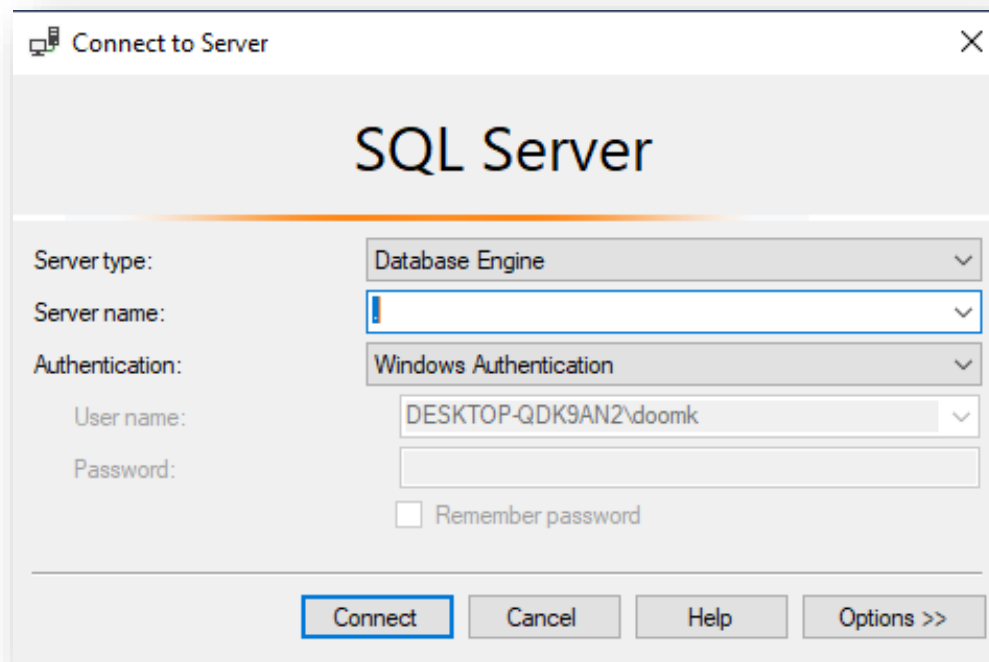 Connect to Server
SQL Server
Server type: Database Engine
Server name: .
Authentication: Windows Authentication
User name: DESKTOP-QDK9AN2\doomk
Password:
Remember password
Connect Cancel Help Options >>